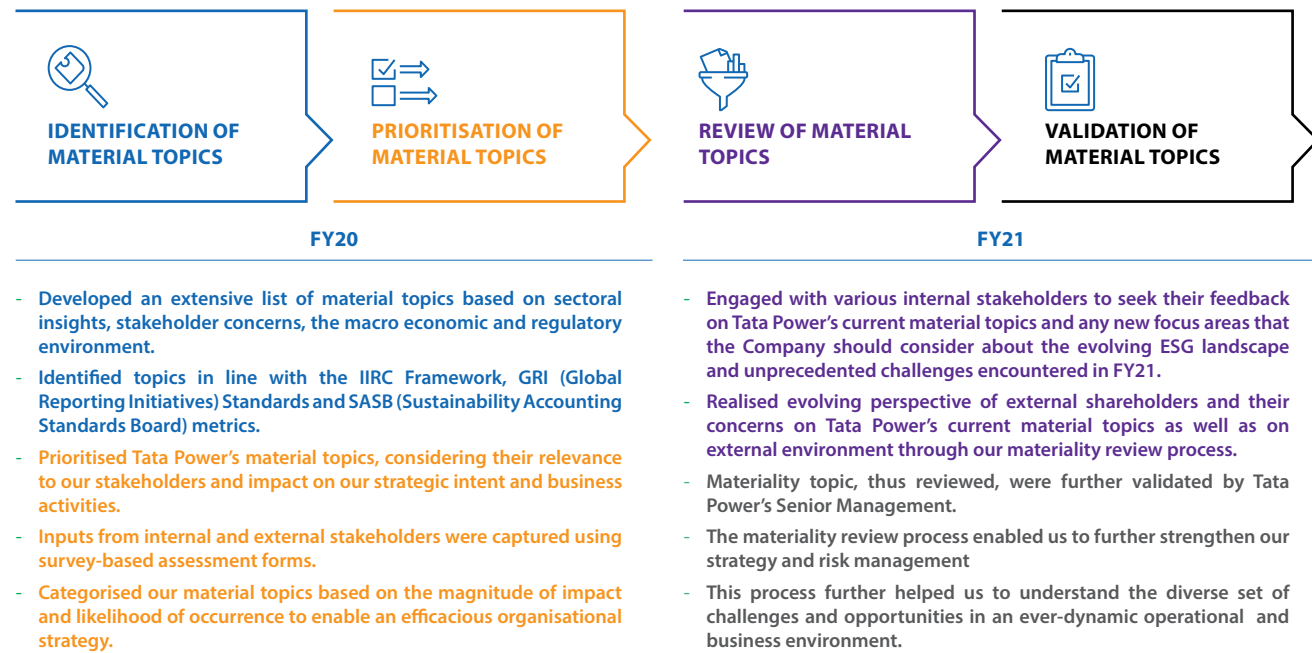 IDENTIFICATION OF
MATERIAL TOPICS
PRIORITISATION OF
MATERIAL TOPICS
REVIEW OF MATERIAL
TOPICS
VALIDATION OF
MATERIAL TOPICS
FY20
- Developed an extensive list of material topics based on sectoral
insights, stakeholder concerns, the macro economic and regulatory
environment.
- Identified topics in line with the IIRC Framework, GRI (Global
Reporting Initiatives) Standards and SASB (Sustainability Accounting
Standards Board) metrics.
- Prioritised Tata Power's material topics, considering their relevance
to our stakeholders and impact on our strategic intent and business
activities.
- Inputs from internal and external stakeholders were captured using
survey-based assessment forms.
- Categorised our material topics based on the magnitude of impact
and likelihood of occurrence to enable an efficacious organisational
strategy.
FY21
- Engaged with various internal stakeholders to seek their feedback
on Tata Power's current material topics and any new focus areas that
the Company should consider about the evolving ESG landscape
and unprecedented challenges encountered in FY21.
- Realised evolving perspective of external shareholders and their
concerns on Tata Power's current material topics as well as on
external environment through our materiality review process.
- Materiality topic, thus reviewed, were further validated by Tata
Power's Senior Management.
- The materiality review process enabled us to further strengthen our
strategy and risk management
- This process further helped us to understand the diverse set of
challenges and opportunities in an ever-dynamic operational and
business environment.